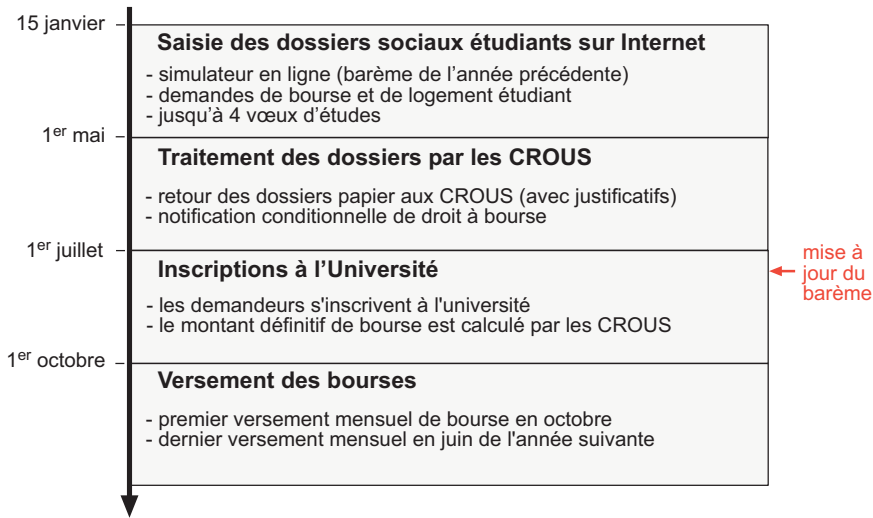 15 janvier
Saisie des dossiers sociaux étudiants sur Internet
- simulateur en ligne (barème de l’année précédente)
- demandes de bourse et de logement étudiant
- jusqu’à 4 vœux d’études
1er mai
Traitement des dossiers par les CROUS
- retour des dossiers papier aux CROUS (avec justificatifs)
- notification conditionnelle de droit à bourse
1er juillet
Inscriptions à l’Université
- les demandeurs s'inscrivent à l'université
- le montant définitif de bourse est calculé par les CROUS
mise à
jour du
barème
1er octobre
Versement des bourses
- premier versement mensuel de bourse en octobre
- dernier versement mensuel en juin de l'année suivante